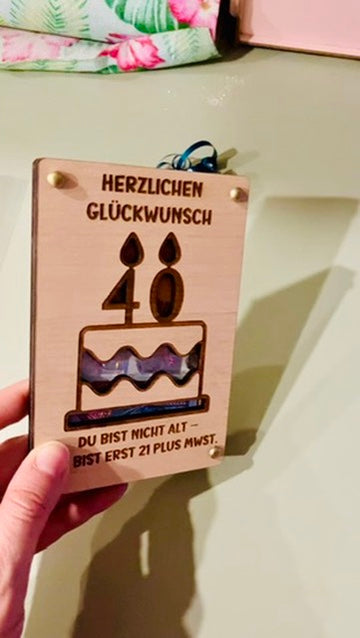 HERZLICHEN
GLÜCKWUNSCH
40
DU BIST NICHT ALT –
BIST ERST 21 PLUS MWST.